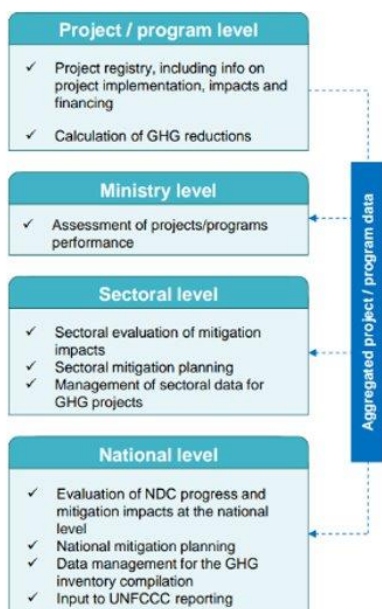 Project / program level
✓ Project registry, including info on
project implementation, impacts and
financing
✓ Calculation of GHG reductions
Ministry level
✓ Assessment of projects/programs
performance
Sectoral level
✓ Sectoral evaluation of mitigation
impacts
✓ Sectoral mitigation planning
✓ Management of sectoral data for
GHG projects
National level
✓ Evaluation of NDC progress and
mitigation impacts at the national
level
✓ National mitigation planning
✓ Data management for the GHG
inventory compilation
✓ Input to UNFCCC reporting
Aggregated project / program data